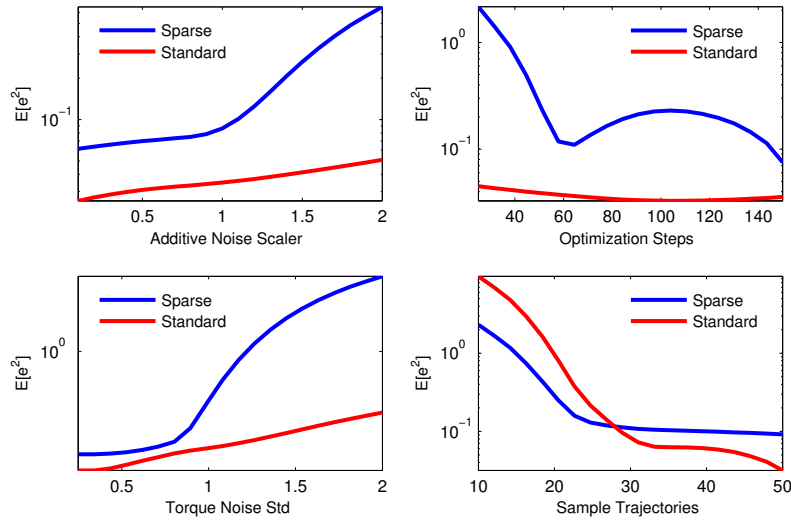 Sparse
Standard
E[e²]
10⁻¹
0.5 1 1.5 2
Additive Noise Scaler
Sparse
Standard
E[e²]
10⁰
10⁻¹
40 60 80 100 120 140
Optimization Steps
Sparse
Standard
E[e²]
10⁰
0.5 1 1.5 2
Torque Noise Std
Sparse
Standard
E[e²]
10⁰
10⁻¹
10 20 30 40 50
Sample Trajectories